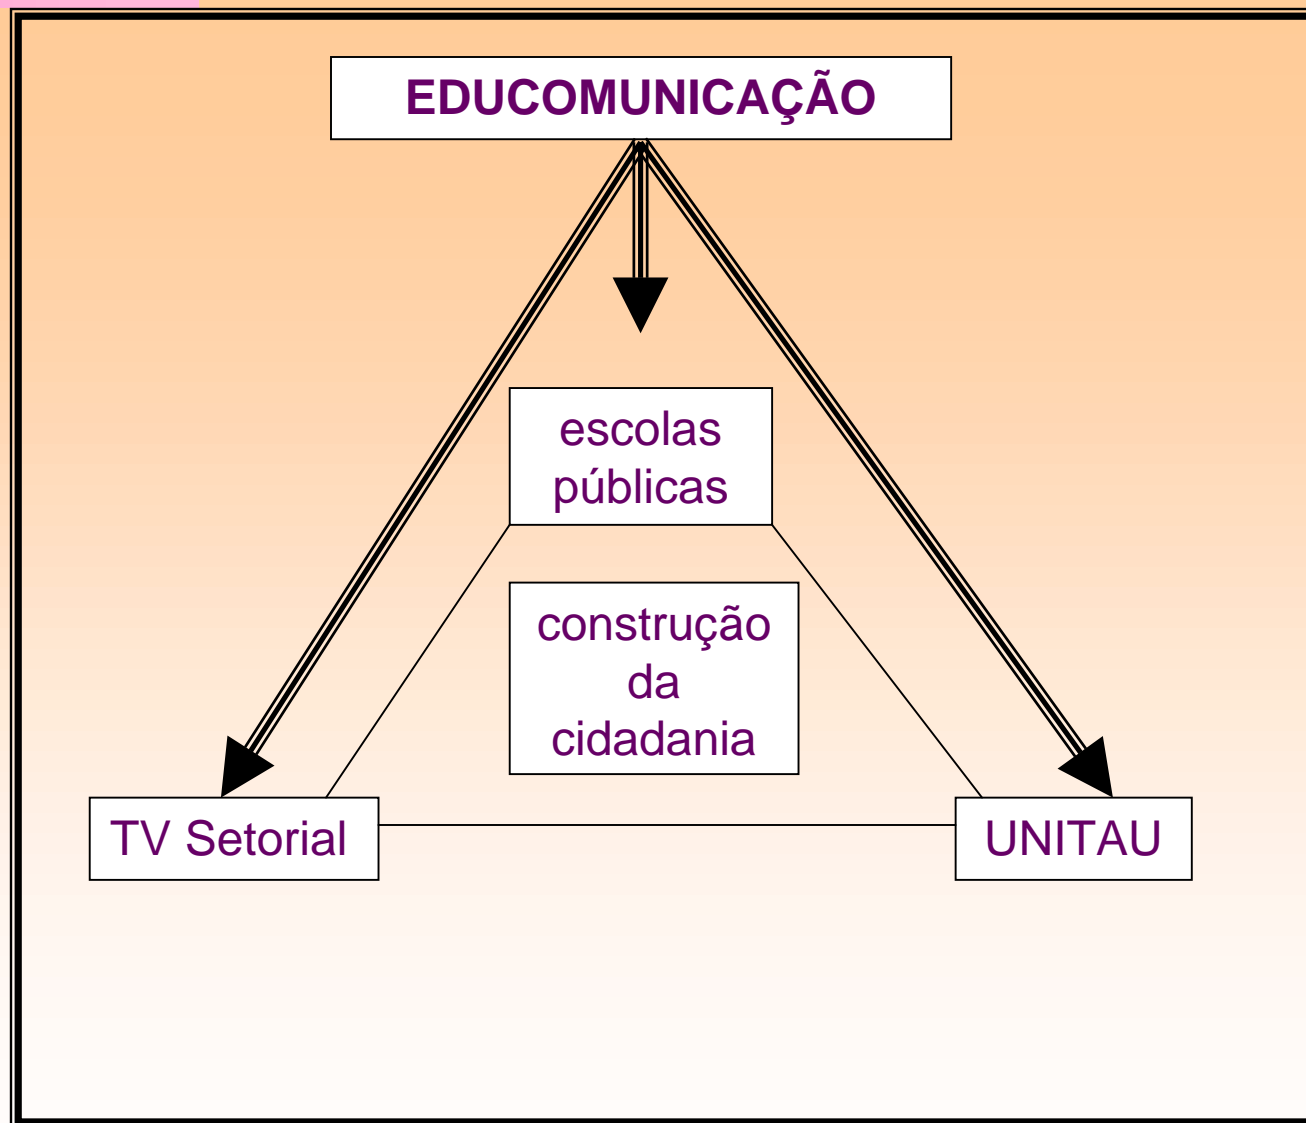 EDUCOMUNICAÇÃO
escolas
públicas
construção
da
cidadania
TV Setorial
UNITAU